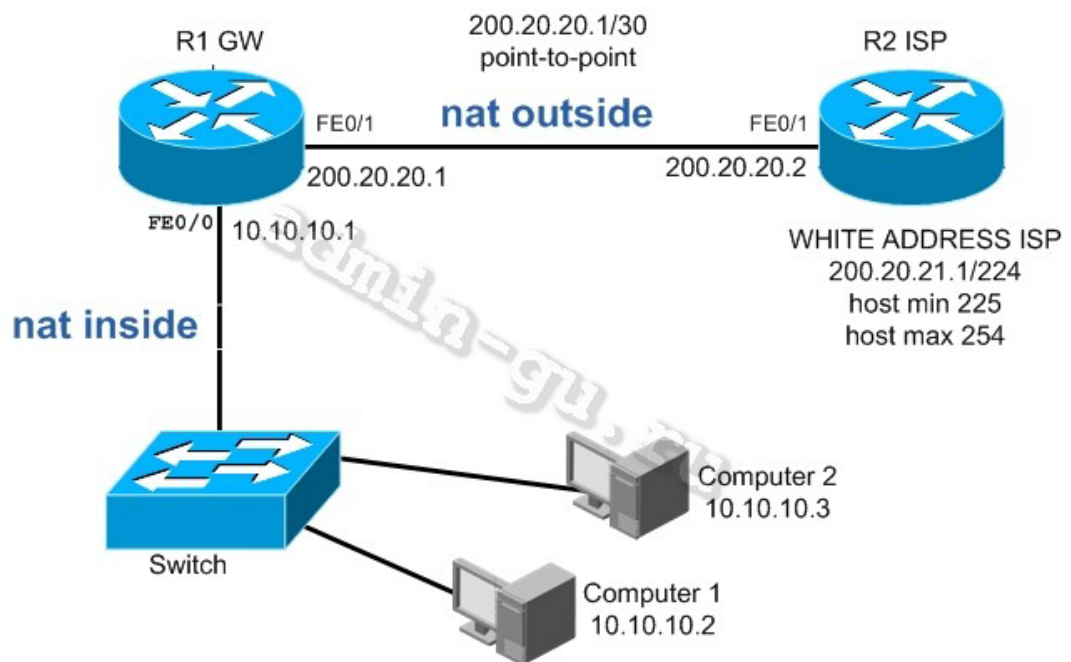 200.20.20.1/30
point-to-point
R1 GW
R2 ISP
nat outside
FE0/1
FE0/1
200.20.20.1
200.20.20.2
FE0/0
10.10.10.1
WHITE ADDRESS ISP
200.20.21.1/224
host min 225
host max 254
nat inside
admin-gu.ru
Computer 2
10.10.10.3
Switch
Computer 1
10.10.10.2